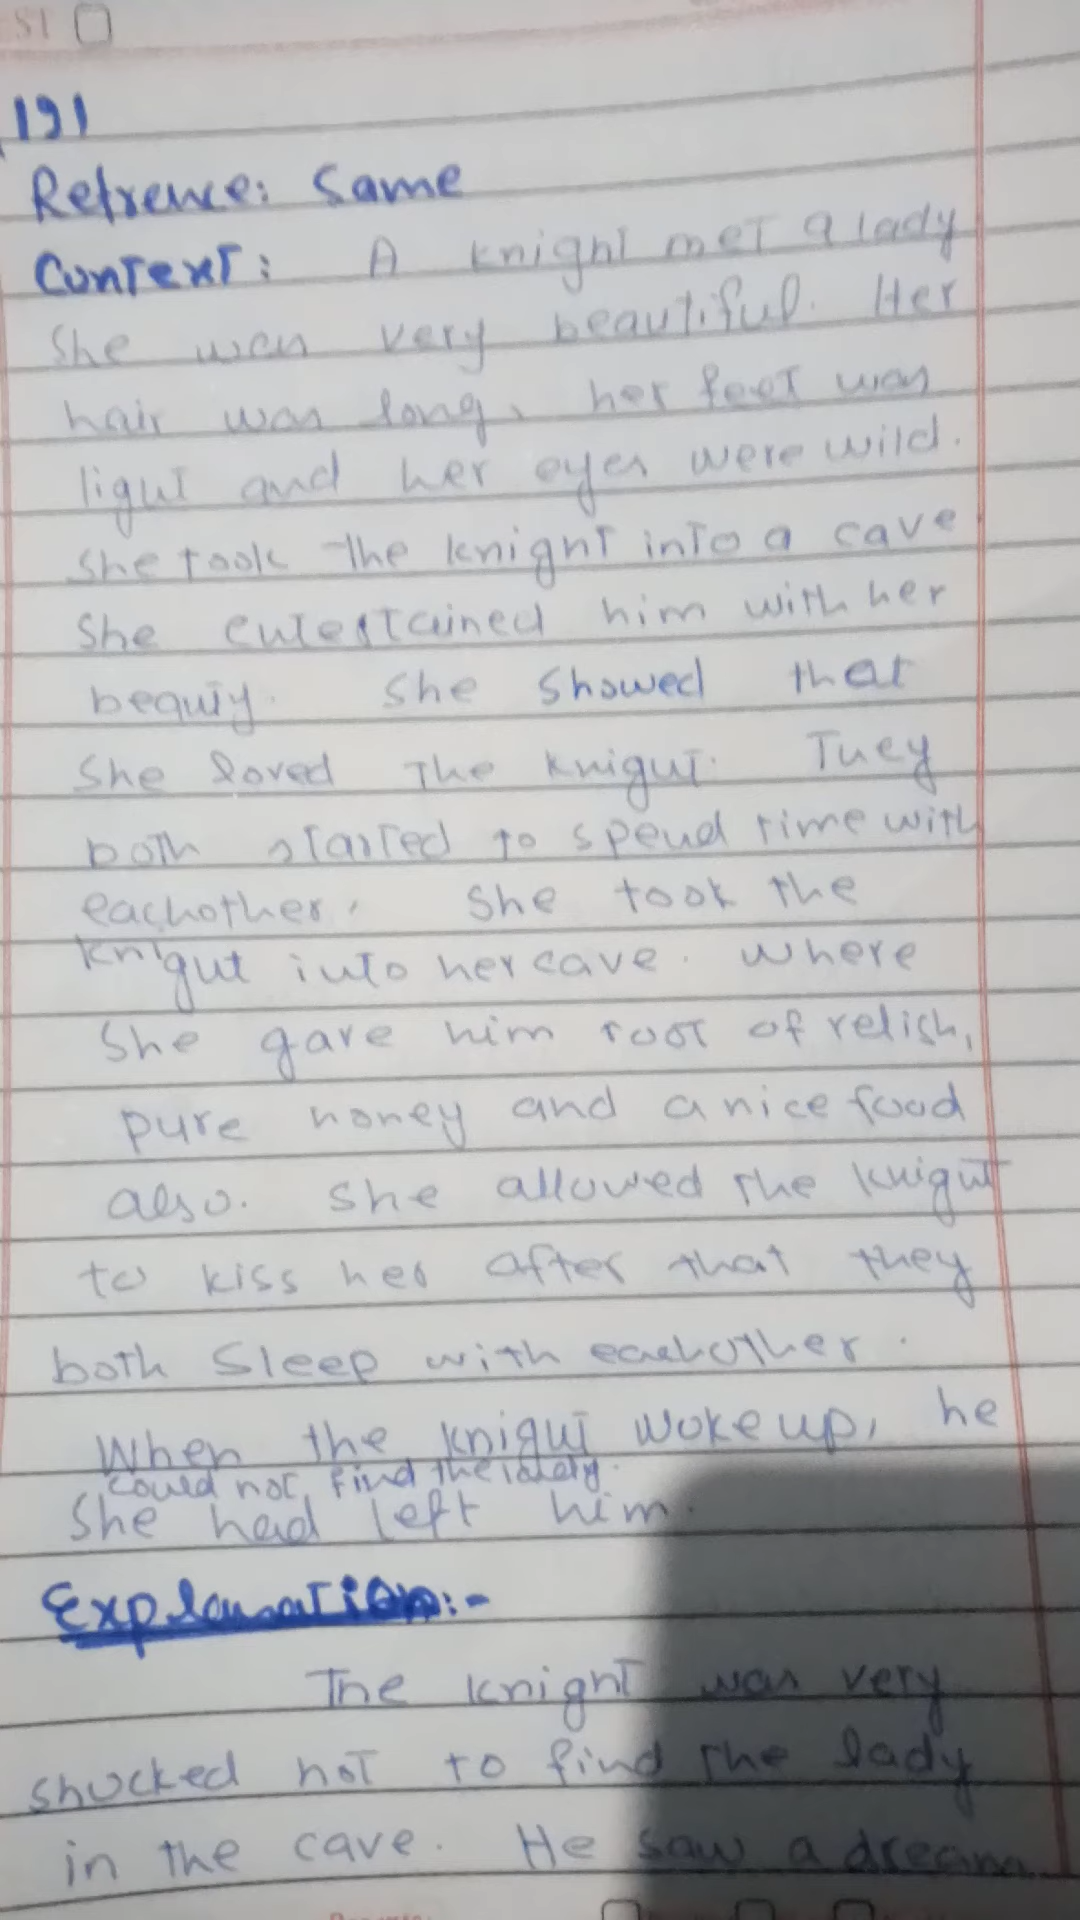 191
Refrence: Same
Context: A knight met a lady
She was very beautiful. Her
hair was long, her foot was
light and her eyes were wild.
She took the knight into a cave
She entertained him with her
beauty. She showed that
She loved The knight. They
both started to spend time with
eachother. She took the
knight into her cave. where
She gave him root of relish,
pure honey and a nice food
also. She allowed the knight
to kiss her after that they
both Sleep with eachother.
When the knight woke up, he
could not find the lady.
She had left him.
Explanation:-
The knight was very
shocked not to find the lady
in the cave. He saw a dream